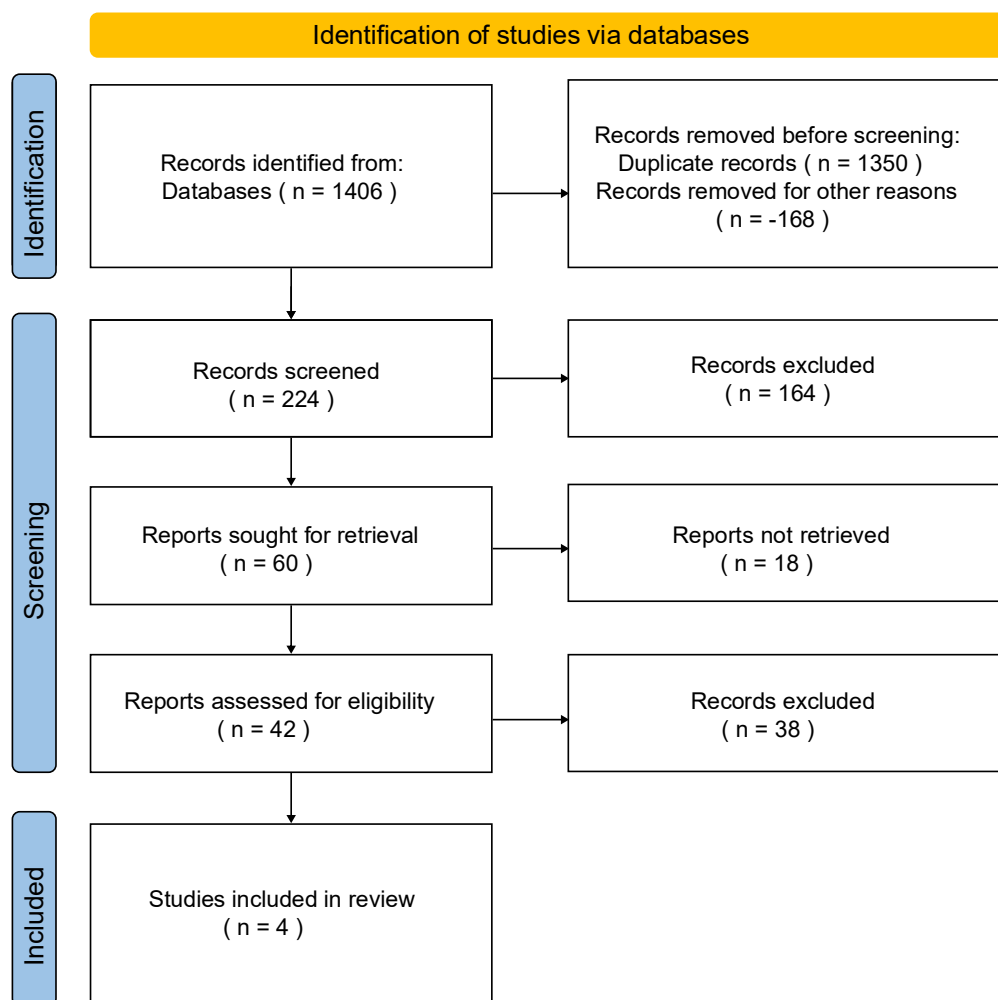 Identification of studies via databases
Identification
Records identified from:
Databases ( n = 1406 )
Records removed before screening:
Duplicate records ( n = 1350 )
Records removed for other reasons
( n = -168 )
Screening
Records screened
( n = 224 )
Records excluded
( n = 164 )
Reports sought for retrieval
( n = 60 )
Reports not retrieved
( n = 18 )
Reports assessed for eligibility
( n = 42 )
Records excluded
( n = 38 )
Included
Studies included in review
( n = 4 )